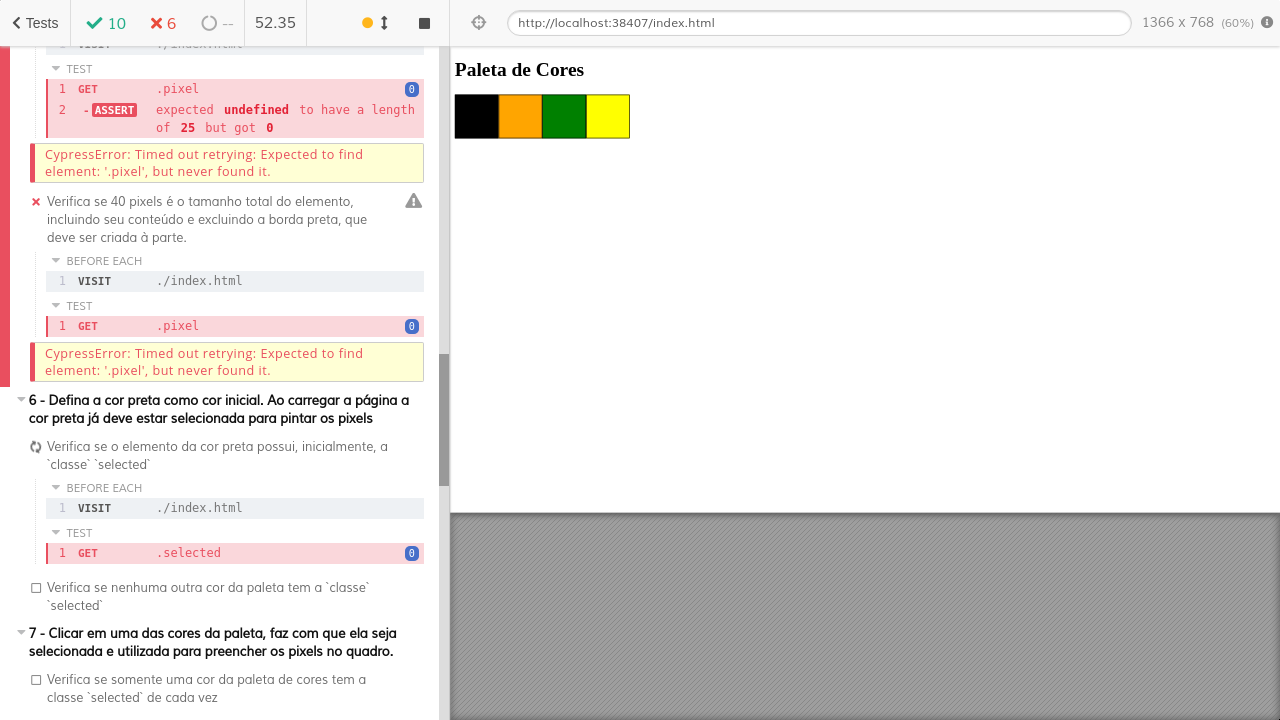 Tests
10
6
--
52.35
http://localhost:38407/index.html
1366 x 768 (60%)
1 VISIT ./index.html
TEST
1 GET .pixel 0
2 -ASSERT expected undefined to have a length
of 25 but got 0
CypressError: Timed out retrying: Expected to find
element: '.pixel', but never found it.
Verifica se 40 pixels é o tamanho total do elemento,
incluindo seu conteúdo e excluindo a borda preta, que
deve ser criada à parte.
BEFORE EACH
1 VISIT ./index.html
TEST
1 GET .pixel 0
CypressError: Timed out retrying: Expected to find
element: '.pixel', but never found it.
6 - Defina a cor preta como cor inicial. Ao carregar a página a
cor preta já deve estar selecionada para pintar os pixels
Verifica se o elemento da cor preta possui, inicialmente, a
`classe` `selected`
BEFORE EACH
1 VISIT ./index.html
TEST
1 GET .selected 0
Verifica se nenhuma outra cor da paleta tem a `classe`
`selected`
7 - Clicar em uma das cores da paleta, faz com que ela seja
selecionada e utilizada para preencher os pixels no quadro.
Verifica se somente uma cor da paleta de cores tem a
classe `selected` de cada vez
Paleta de Cores